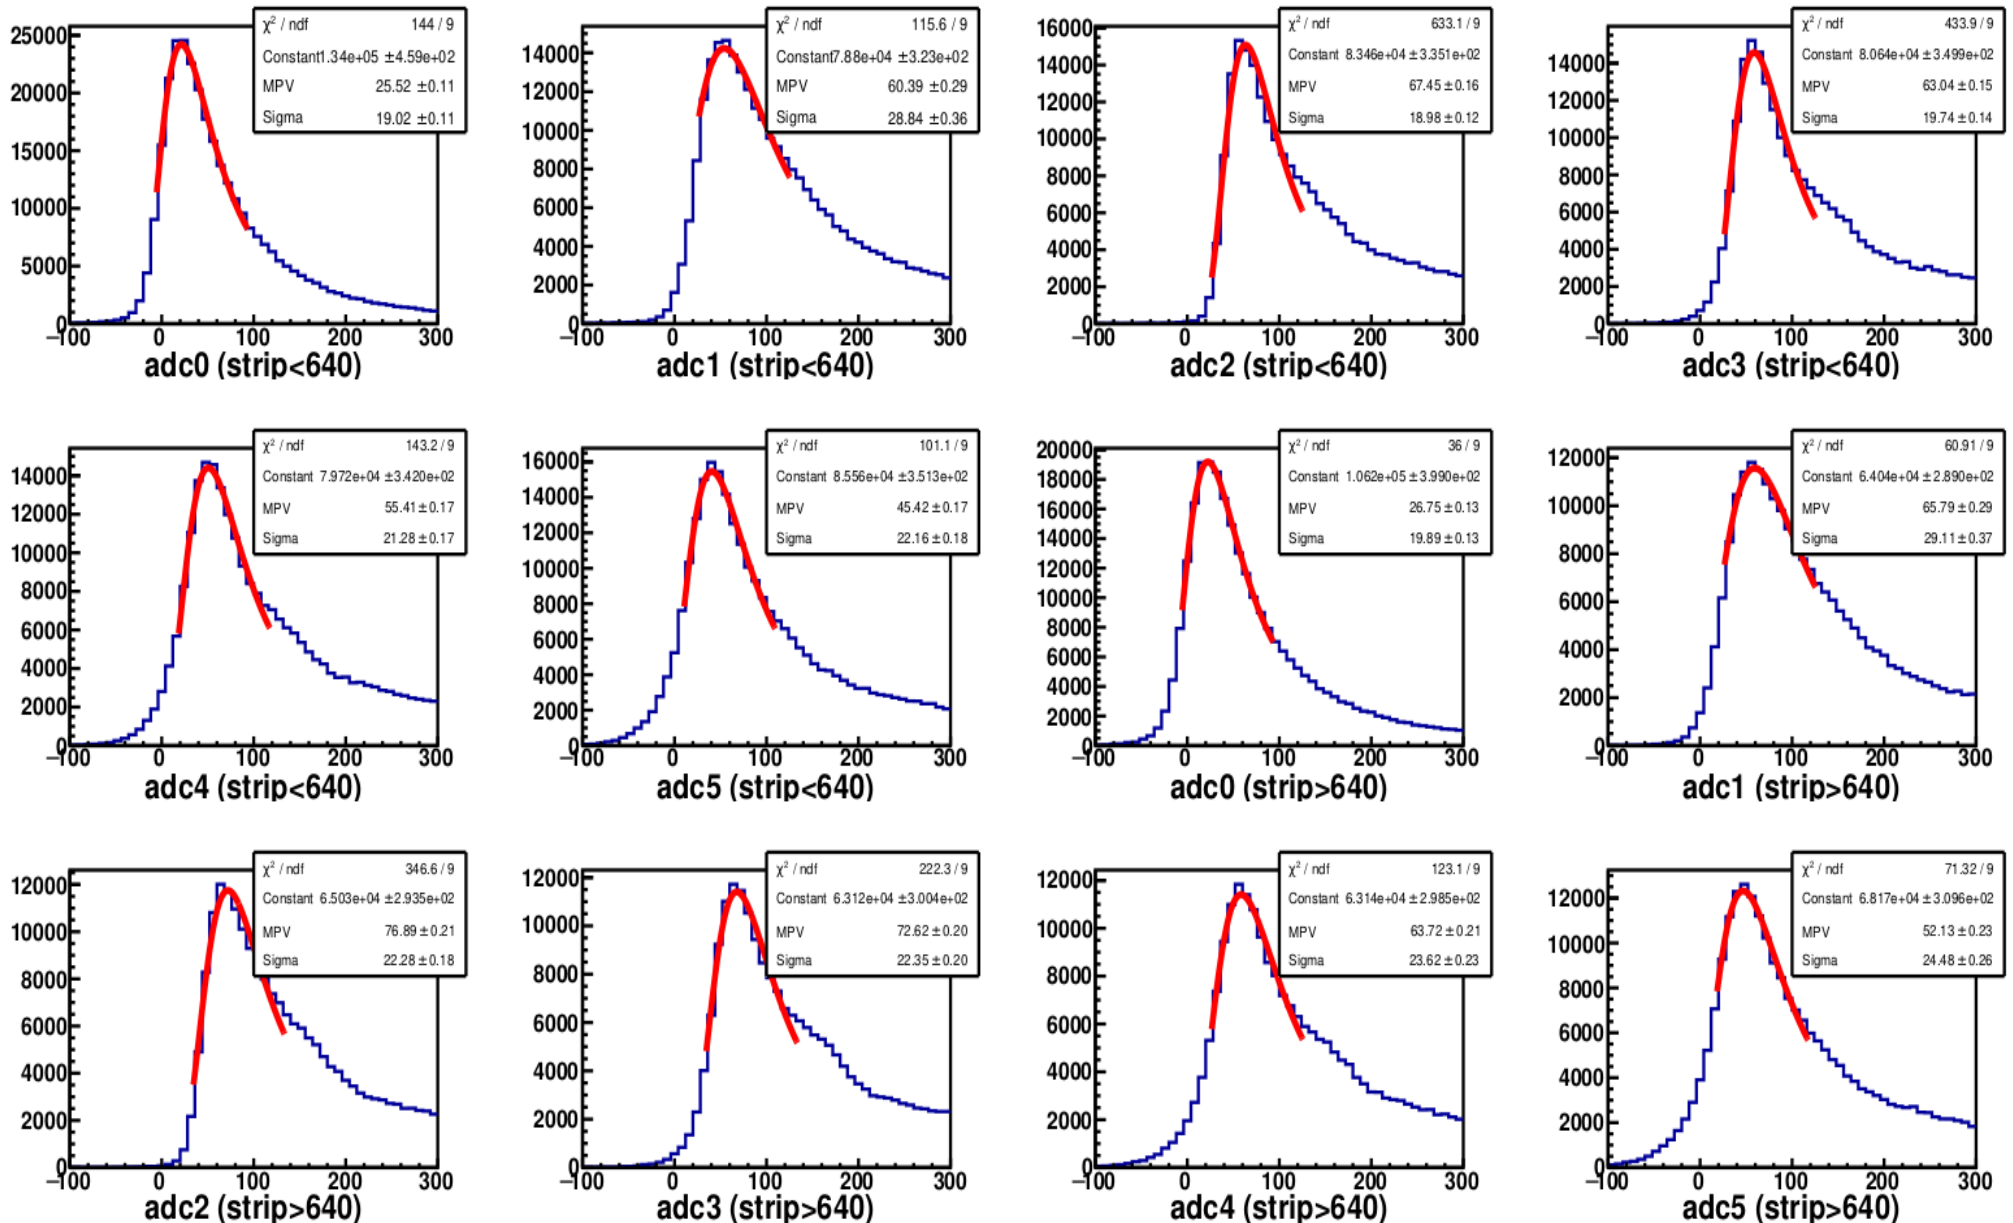 χ² / ndf 144 / 9
Constant1.34e+05 ±4.59e+02
MPV 25.52 ±0.11
Sigma 19.02 ±0.11
25000
20000
15000
10000
5000
0
−100 0 100 200 300
adc0 (strip<640)
χ² / ndf 115.6 / 9
Constant7.88e+04 ±3.23e+02
MPV 60.39 ±0.29
Sigma 28.84 ±0.36
14000
12000
10000
8000
6000
4000
2000
0
−100 0 100 200 300
adc1 (strip<640)
χ² / ndf 633.1 / 9
Constant 8.346e+04 ±3.351e+02
MPV 67.45 ±0.16
Sigma 18.98 ±0.12
16000
14000
12000
10000
8000
6000
4000
2000
0
−100 0 100 200 300
adc2 (strip<640)
χ² / ndf 433.9 / 9
Constant 8.064e+04 ±3.499e+02
MPV 63.04 ±0.15
Sigma 19.74 ±0.14
14000
12000
10000
8000
6000
4000
2000
0
−100 0 100 200 300
adc3 (strip<640)
χ² / ndf 143.2 / 9
Constant 7.972e+04 ±3.420e+02
MPV 55.41 ±0.17
Sigma 21.28 ±0.17
14000
12000
10000
8000
6000
4000
2000
0
−100 0 100 200 300
adc4 (strip<640)
χ² / ndf 101.1 / 9
Constant 8.556e+04 ±3.513e+02
MPV 45.42 ±0.17
Sigma 22.16 ±0.18
16000
14000
12000
10000
8000
6000
4000
2000
0
−100 0 100 200 300
adc5 (strip<640)
χ² / ndf 36 / 9
Constant 1.062e+05 ±3.990e+02
MPV 26.75 ±0.13
Sigma 19.89 ±0.13
20000
18000
16000
14000
12000
10000
8000
6000
4000
2000
0
−100 0 100 200 300
adc0 (strip>640)
χ² / ndf 60.91 / 9
Constant 6.404e+04 ±2.890e+02
MPV 65.79 ±0.29
Sigma 29.11 ±0.37
12000
10000
8000
6000
4000
2000
0
−100 0 100 200 300
adc1 (strip>640)
χ² / ndf 346.6 / 9
Constant 6.503e+04 ±2.935e+02
MPV 76.89 ±0.21
Sigma 22.28 ±0.18
12000
10000
8000
6000
4000
2000
0
−100 0 100 200 300
adc2 (strip>640)
χ² / ndf 222.3 / 9
Constant 6.312e+04 ±3.004e+02
MPV 72.62 ±0.20
Sigma 22.35 ±0.20
12000
10000
8000
6000
4000
2000
0
−100 0 100 200 300
adc3 (strip>640)
χ² / ndf 123.1 / 9
Constant 6.314e+04 ±2.985e+02
MPV 63.72 ±0.21
Sigma 23.62 ±0.23
12000
10000
8000
6000
4000
2000
0
−100 0 100 200 300
adc4 (strip>640)
χ² / ndf 71.32 / 9
Constant 6.817e+04 ±3.096e+02
MPV 52.13 ±0.23
Sigma 24.48 ±0.26
12000
10000
8000
6000
4000
2000
0
−100 0 100 200 300
adc5 (strip>640)